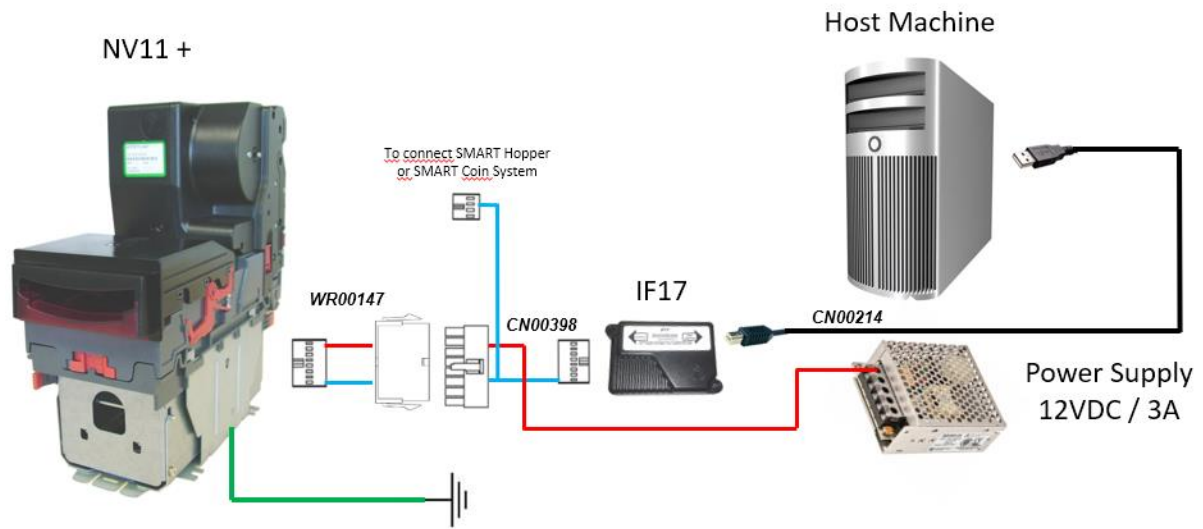 Host Machine
NV11 +
To connect SMART Hopper
or SMART Coin System
WR00147
CN00398
IF17
CN00214
Power Supply
12VDC / 3A